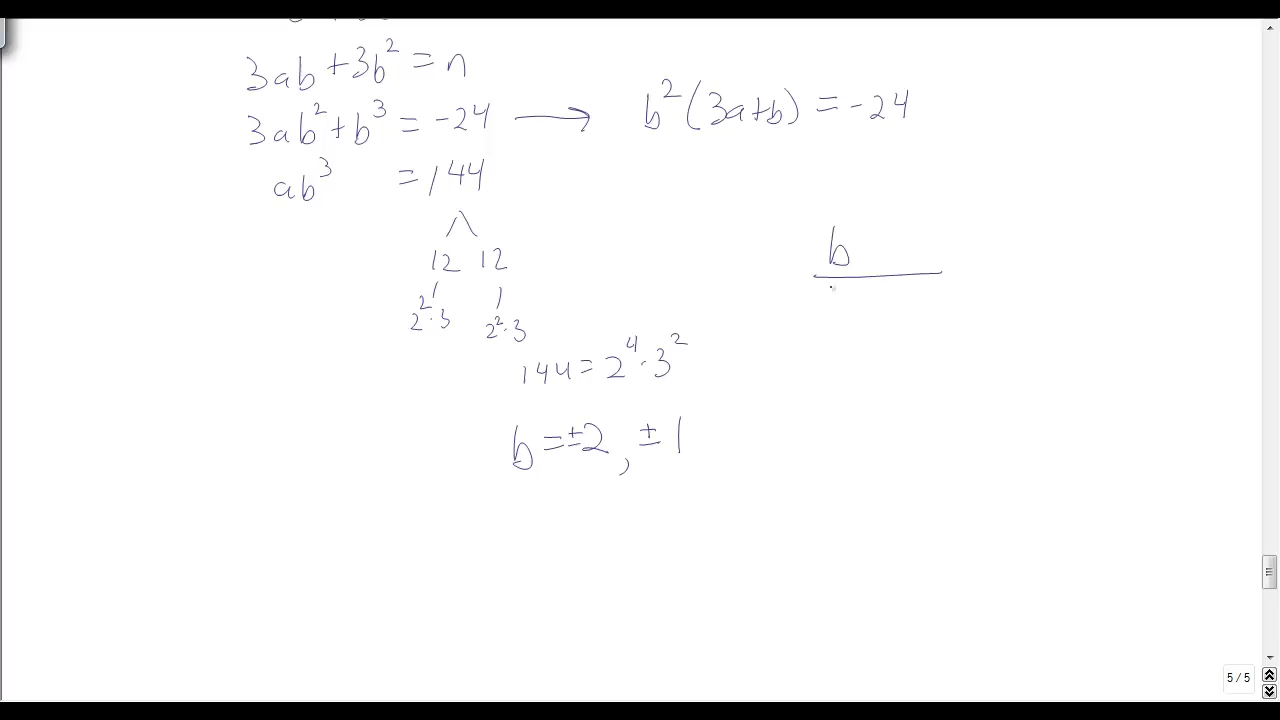 3ab + 3b² = n
3ab² + b³ = -24 → b²(3a+b) = -24
ab³ = 144
12 12
2²·3 2²·3
b
144 = 2⁴·3²
b = ±2, ±1
5 / 5